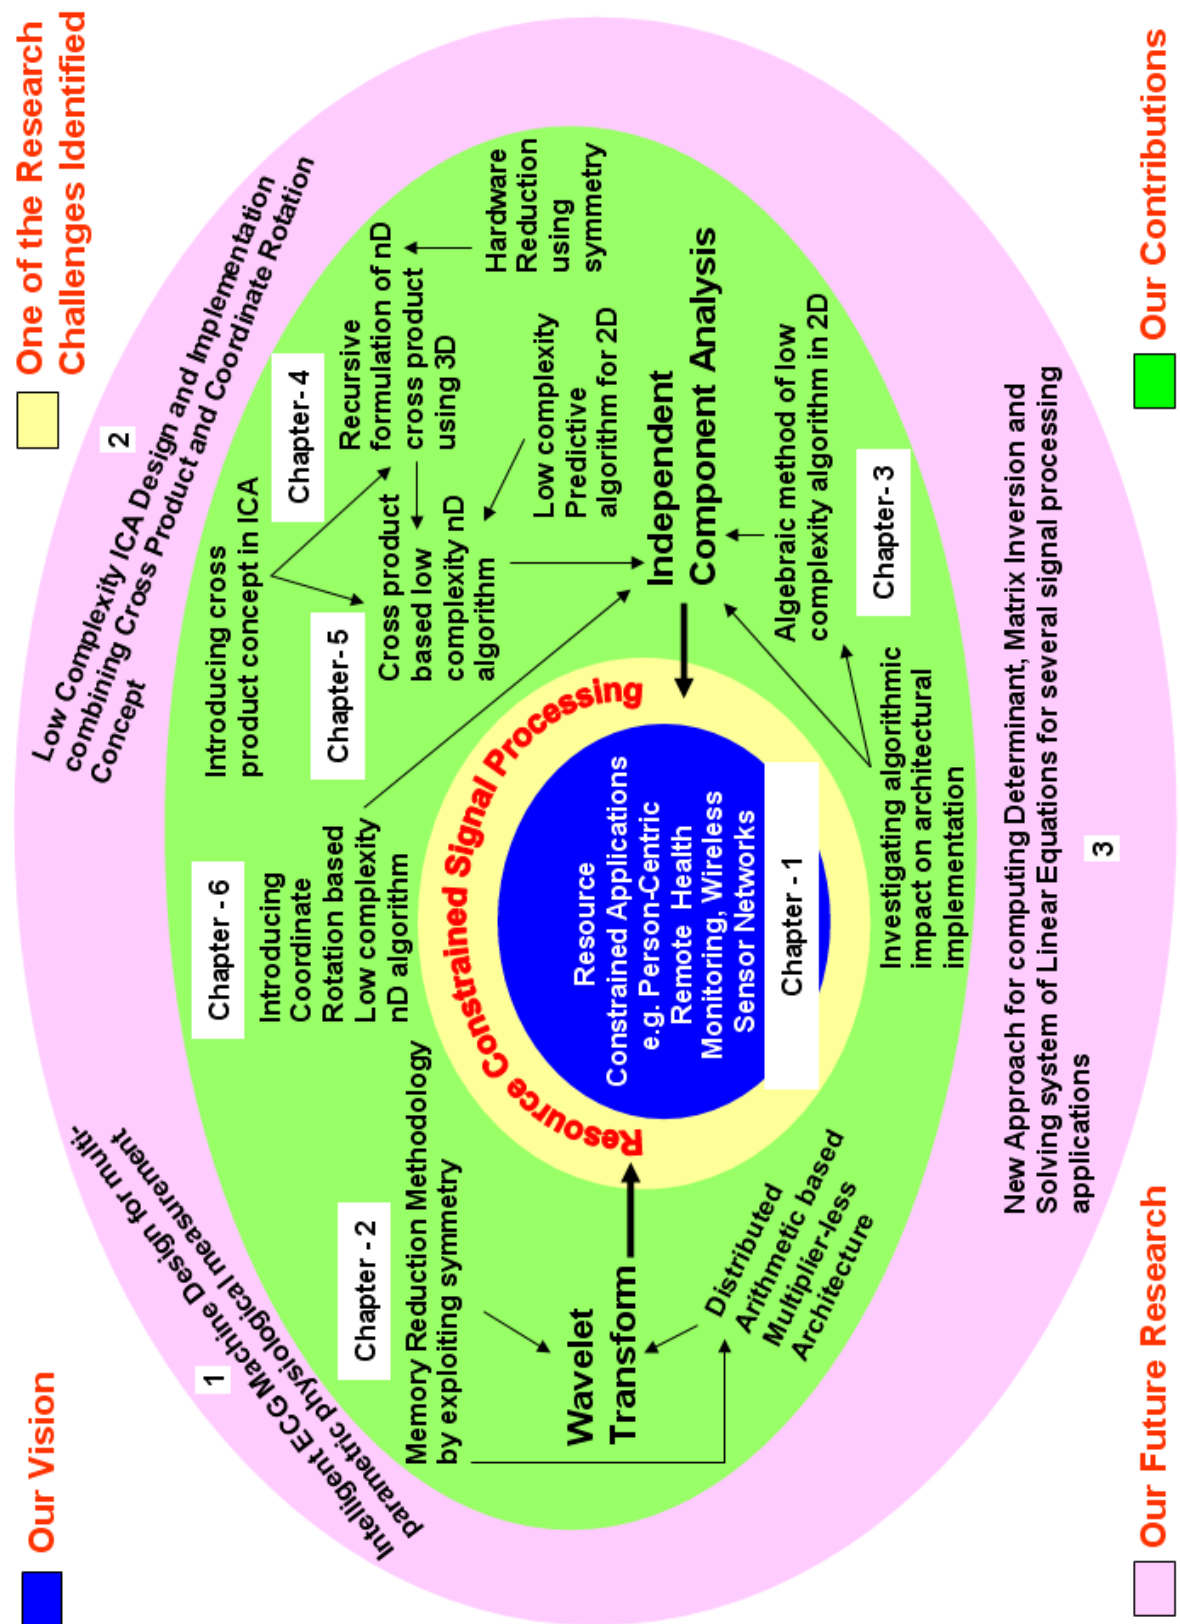 Our Vision
One of the Research
Challenges Identified
Intelligent ECG Machine Design for multi-
parametric physiological measurement
1
Low Complexity ICA Design and Implementation
combining Cross Product and Coordinate Rotation
Concept
2
Chapter - 6
Introducing
Coordinate
Rotation based
Low complexity
nD algorithm
Introducing cross
product concept in ICA
Chapter- 4
Recursive
formulation of nD
cross product
using 3D
Hardware
Reduction
using
symmetry
Chapter- 5
Cross product
based low
complexity nD
algorithm
Low complexity
Predictive
algorithm for 2D
Chapter - 2
Memory Reduction Methodology
by exploiting symmetry
Wavelet
Transform
Distributed
Arithmetic based
Multiplier-less
Architecture
Resource Constrained Signal Processing
Resource
Constrained Applications
e.g. Person-Centric
Remote Health
Monitoring, Wireless
Sensor Networks
Chapter - 1
Independent
Component Analysis
Algebraic method of low
complexity algorithm in 2D
Chapter- 3
Investigating algorithmic
impact on architectural
implementation
New Approach for computing Determinant, Matrix Inversion and
Solving system of Linear Equations for several signal processing
applications
3
Our Future Research
Our Contributions